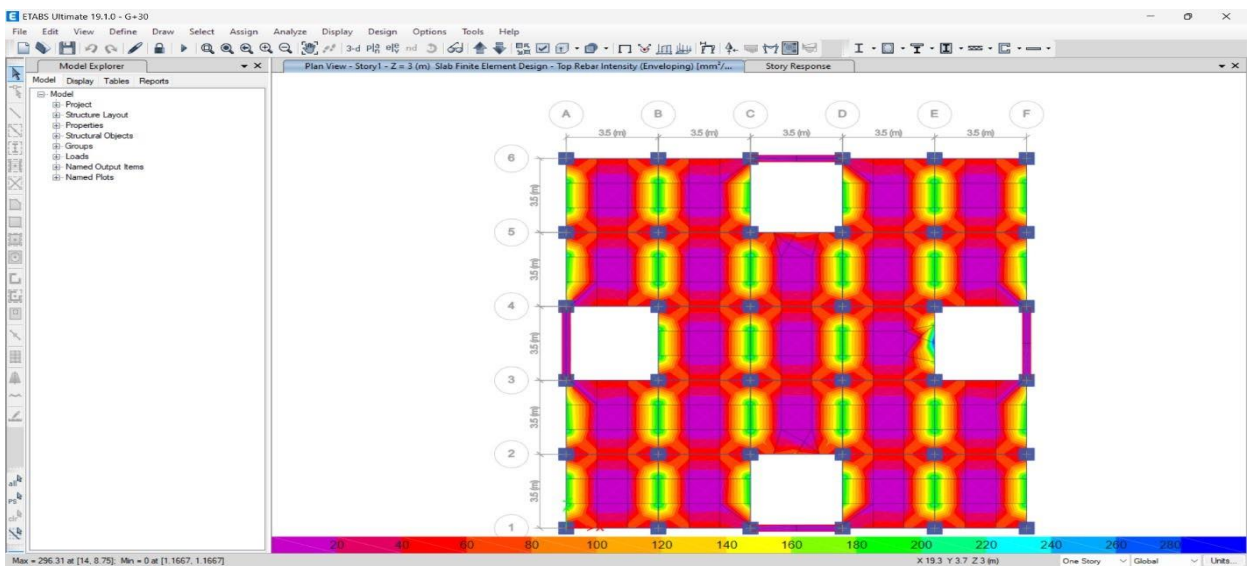 ETABS Ultimate 19.1.0 - G+30
File Edit View Define Draw Select Assign Analyze Display Design Options Tools Help
3-d nd
Model Explorer
Plan View - Story1 - Z = 3 (m) Slab Finite Element Design - Top Rebar Intensity (Enveloping) [mm²/...
Story Response
Model Display Tables Reports
Model
Project
Structure Layout
Properties
Structural Objects
Groups
Loads
Named Output Items
Named Plots
A B C D E F
3.5 (m) 3.5 (m) 3.5 (m) 3.5 (m) 3.5 (m)
6
3.5 (m)
5
3.5 (m)
4
3.5 (m)
3
3.5 (m)
2
3.5 (m)
1
X
all
PS
clr
20 40 60 80 100 120 140 160 180 200 220 240 260 280
Max = 296.31 at [14, 8.75]; Min = 0 at [1.1667, 1.1667]
X 19.3 Y 3.7 Z 3 (m)
One Story
Global
Units...